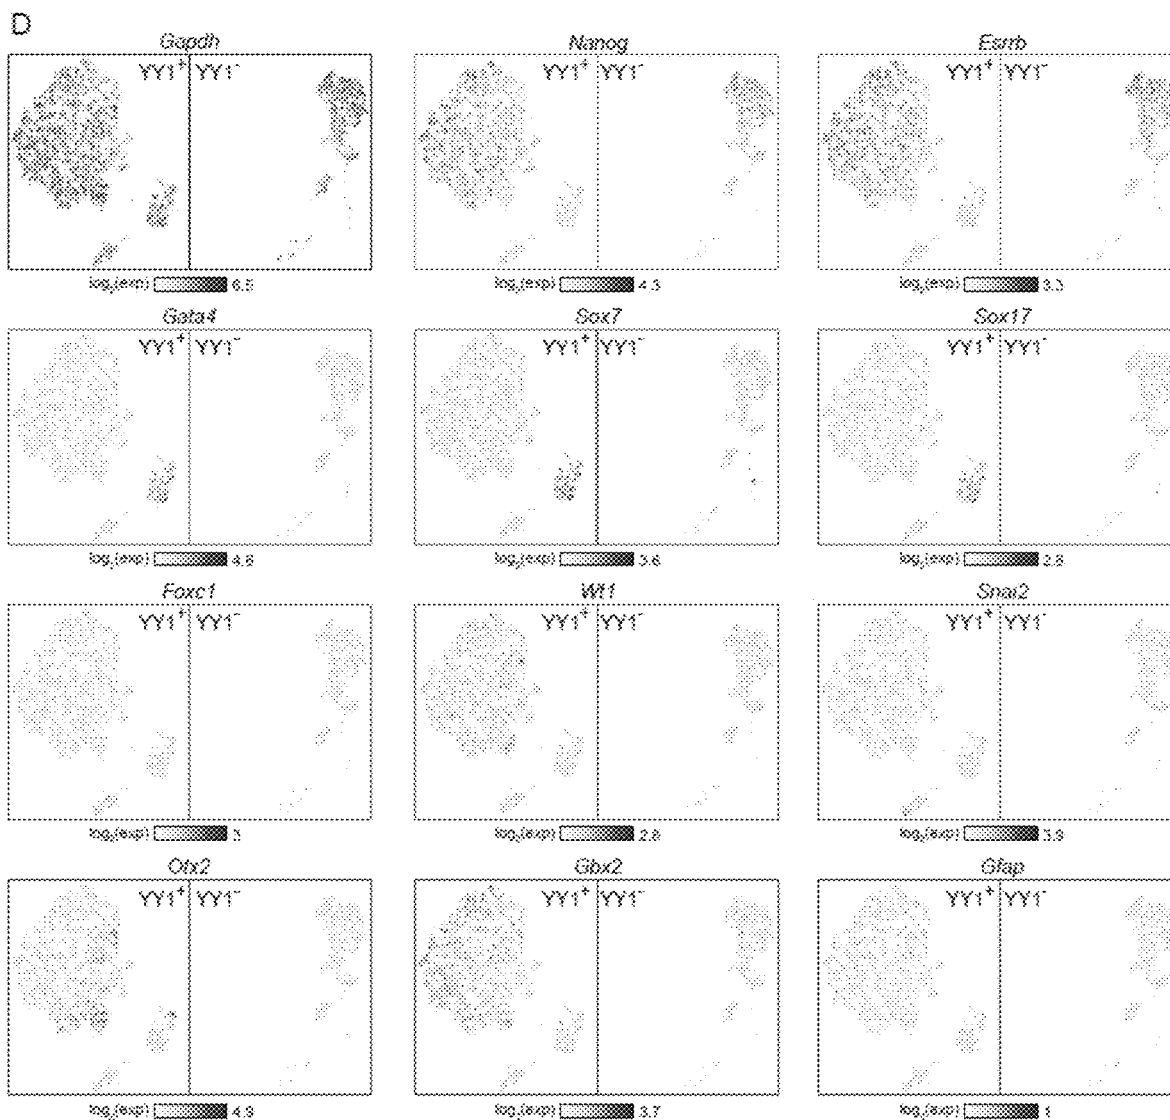 D
Gapdh Nanog Esrrb
YY1⁺ YY1⁻ YY1⁺ YY1⁻ YY1⁺ YY1⁻
log₂(exp) 6.5 log₂(exp) 4.3 log₂(exp) 3.3
Gata4 Sox7 Sox17
YY1⁺ YY1⁻ YY1⁺ YY1⁻ YY1⁺ YY1⁻
log₂(exp) 4.8 log₂(exp) 3.6 log₂(exp) 2.8
Foxc1 Wt1 Snai2
YY1⁺ YY1⁻ YY1⁺ YY1⁻ YY1⁺ YY1⁻
log₂(exp) 3 log₂(exp) 2.8 log₂(exp) 3.9
Otx2 Gbx2 Gfap
YY1⁺ YY1⁻ YY1⁺ YY1⁻ YY1⁺ YY1⁻
log₂(exp) 4.9 log₂(exp) 3.7 log₂(exp) 1